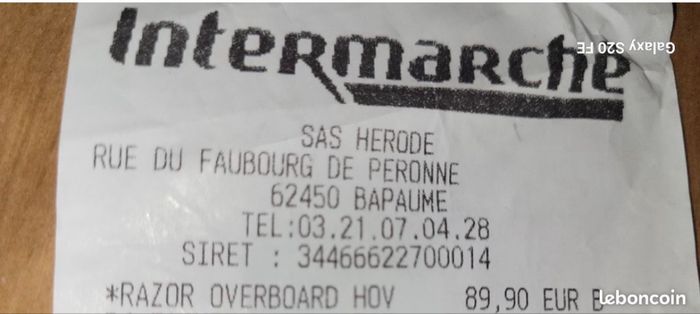 Intermarche
Galaxy S20 FE
SAS HERODE
RUE DU FAUBOURG DE PERONNE
62450 BAPAUME
TEL:03.21.07.04.28
SIRET : 34466622700014
*RAZOR OVERBOARD HOV 89,90 EUR B
leboncoin